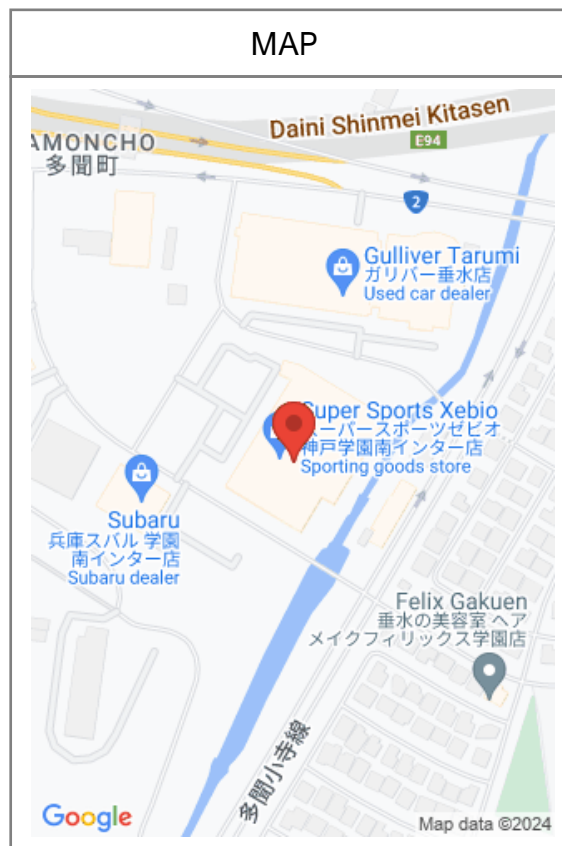 MAP
Daini Shinmei Kitasen
E94
AMONCHO
多聞町
2
Gulliver Tarumi
ガリバー垂水店
Used car dealer
Super Sports Xebio
スーパースポーツゼビオ
神戸学園南インター店
Sporting goods store
Subaru
兵庫スバル 学園
南インター店
Subaru dealer
Felix Gakuen
垂水の美容室 ヘア
メイクフィリックス学園店
多聞小寺線
Google
Map data ©2024